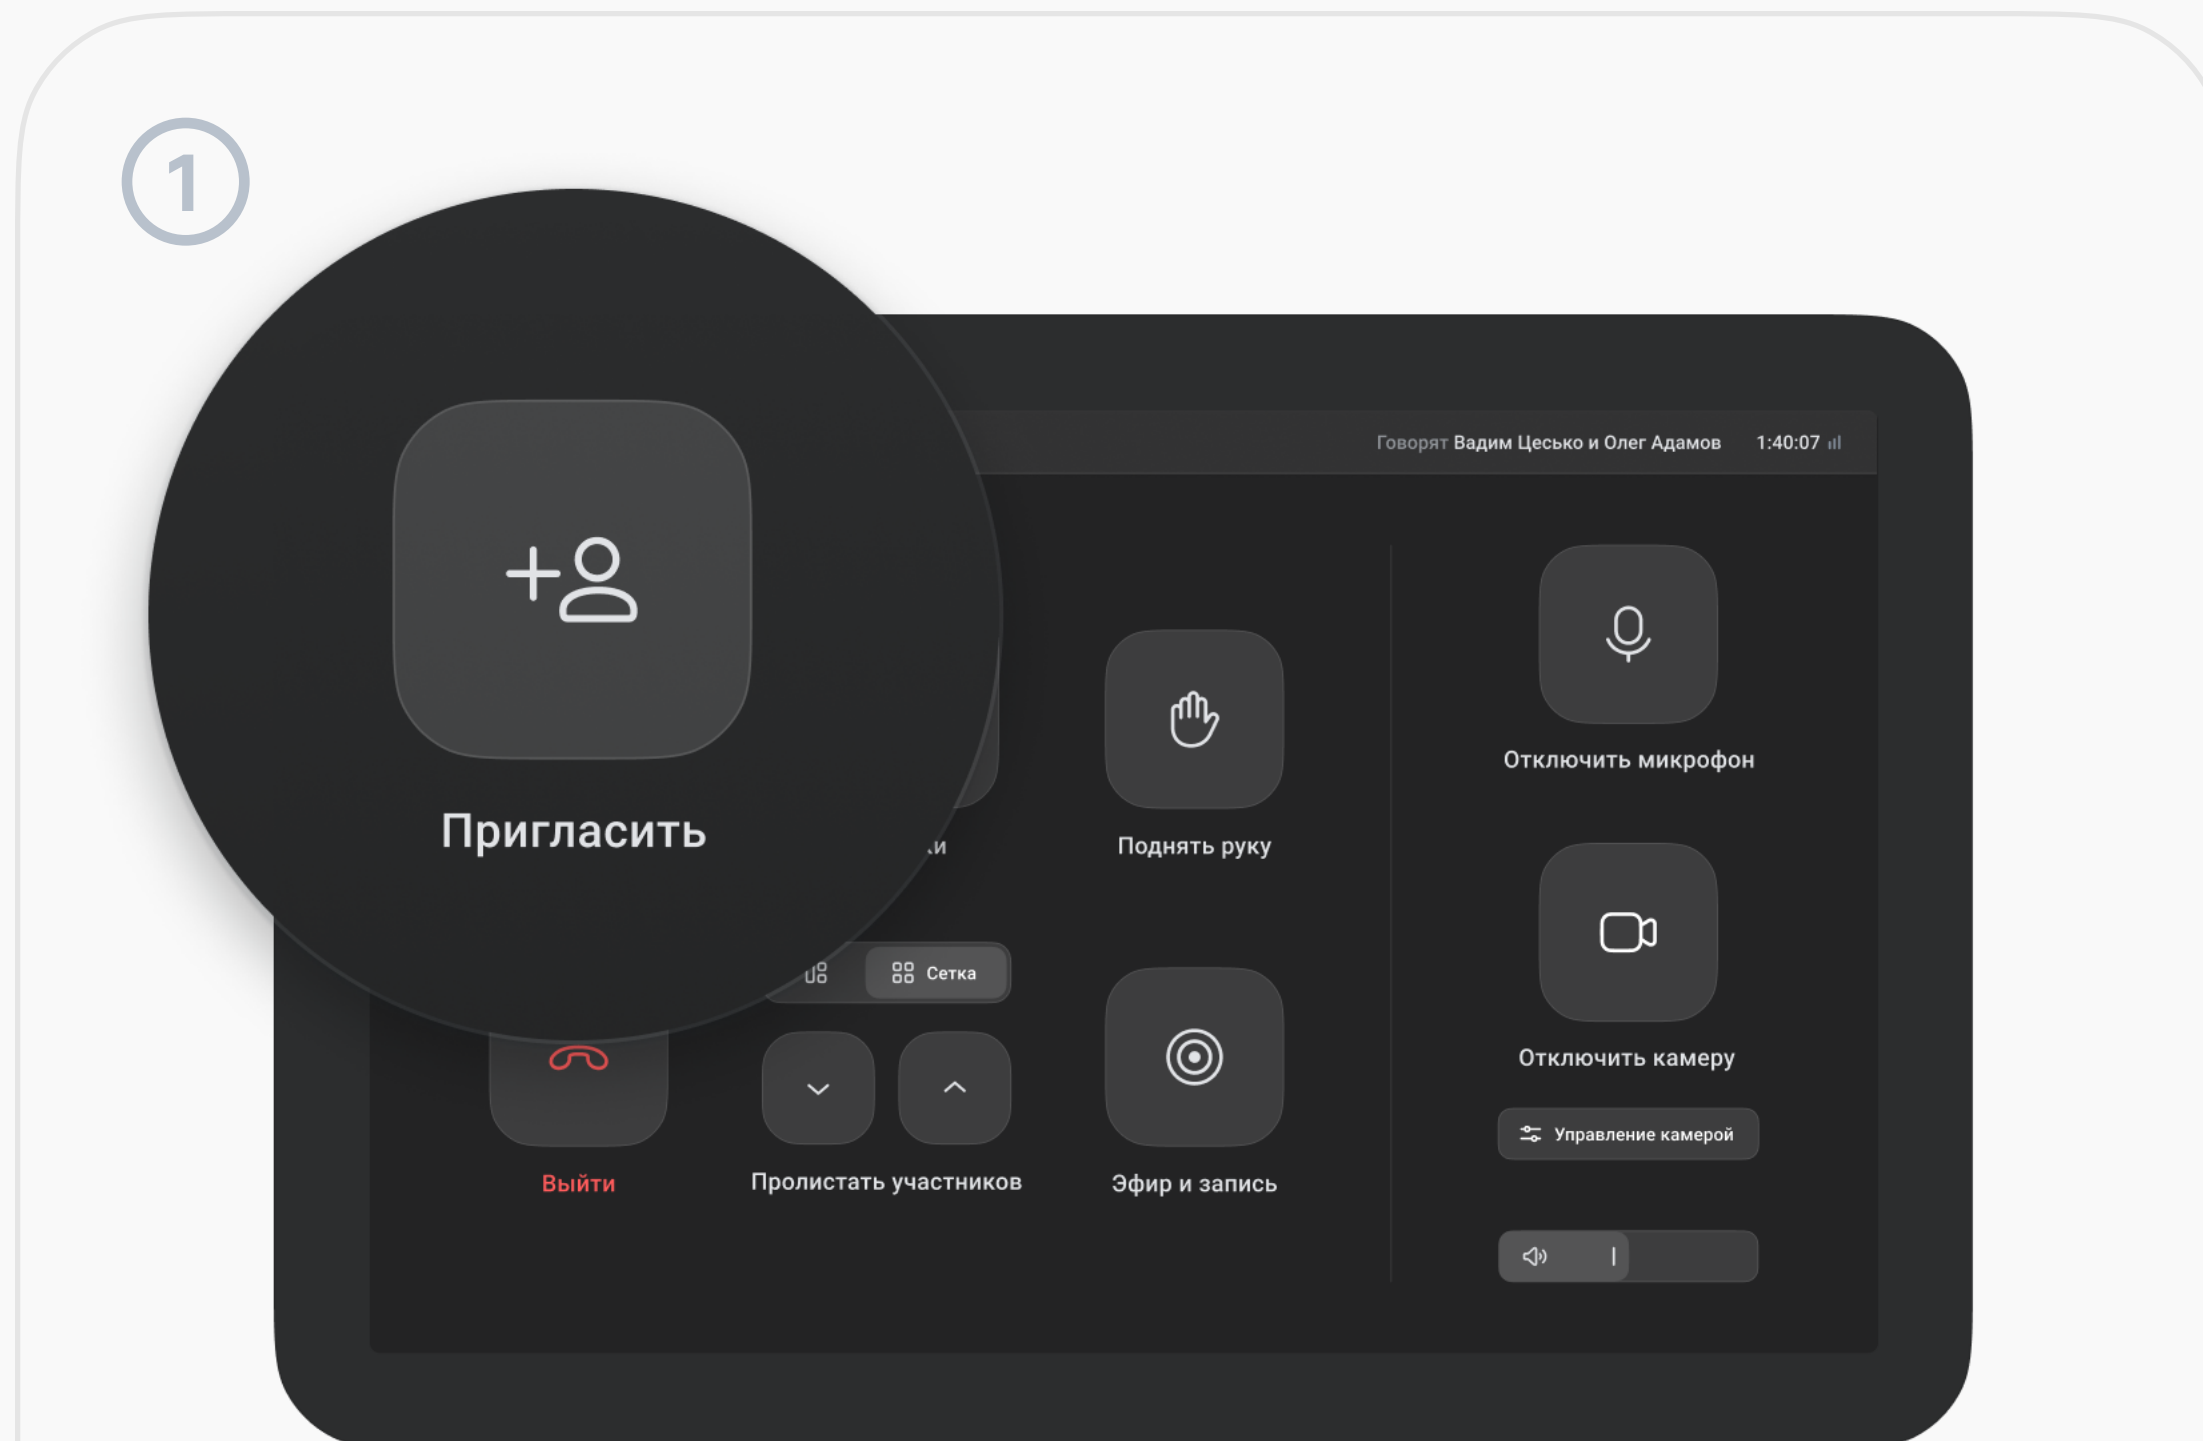 1
Говорят Вадим Цесько и Олег Адамов 1:40:07
Пригласить
Поднять руку
Отключить микрофон
Сетка
Отключить камеру
Управление камерой
Выйти
Пролистать участников
Эфир и запись